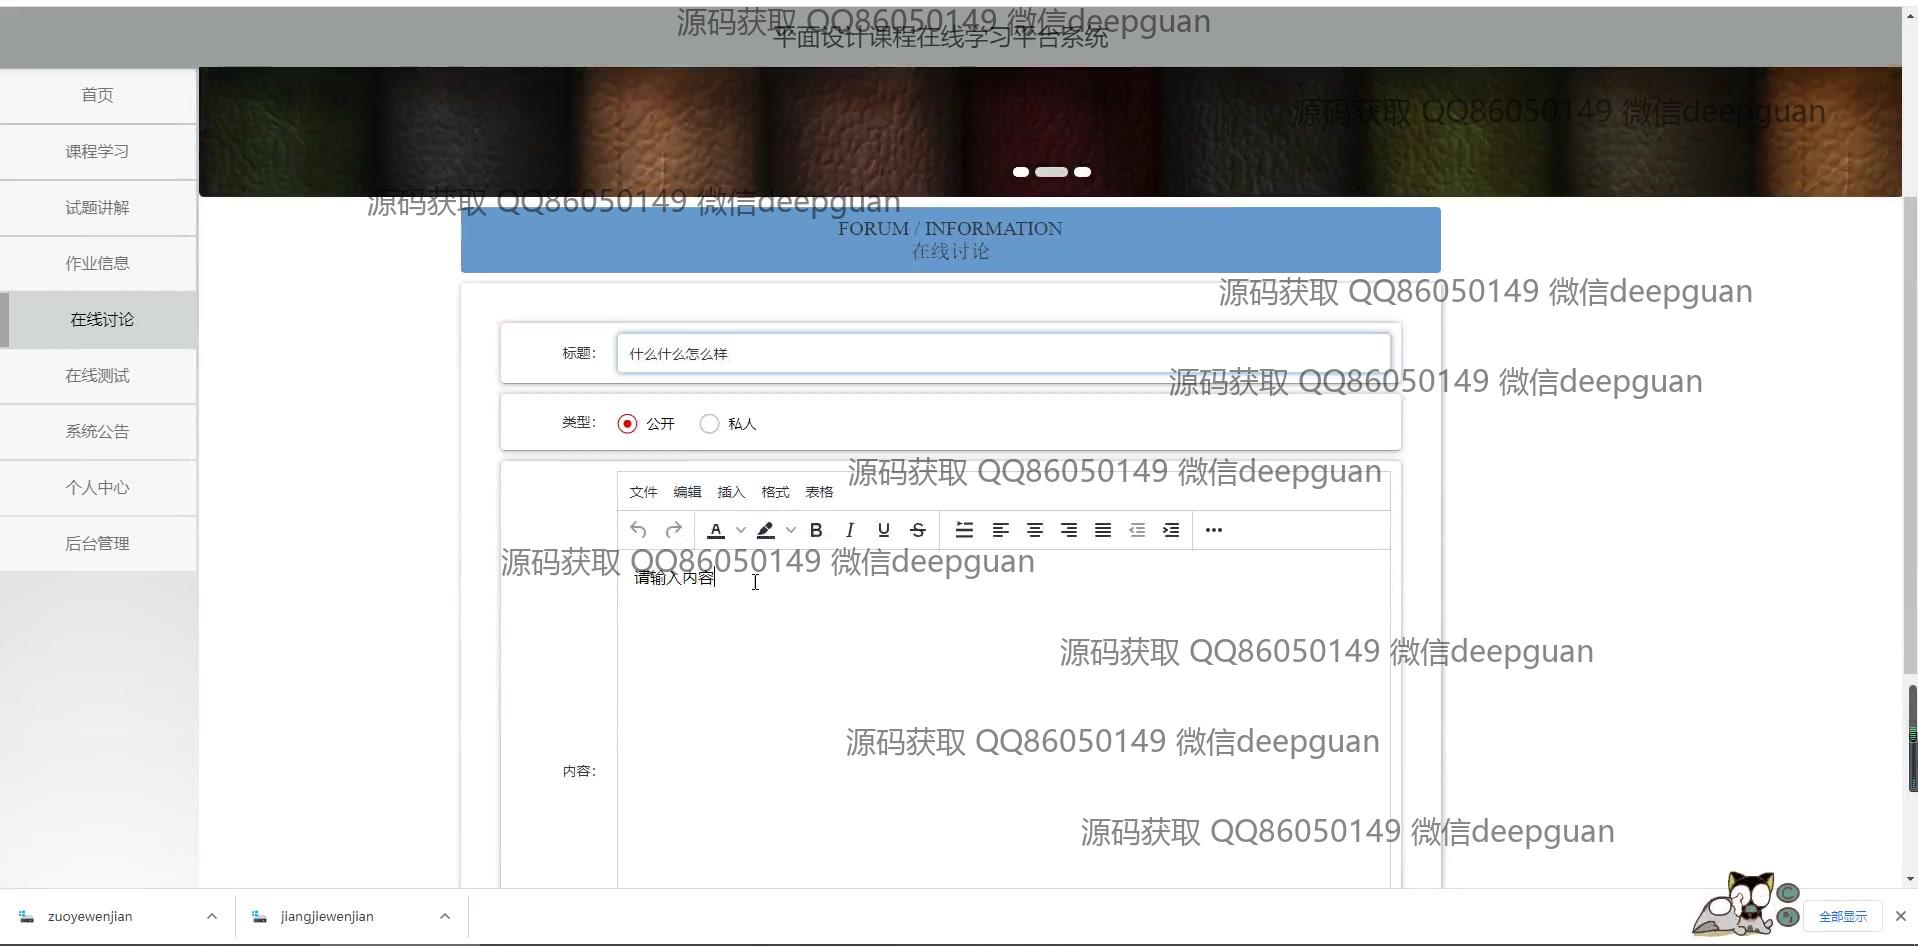 源码获取 QQ86050149 微信deepguan
平面设计课程在线学习平台系统
首页
课程学习
试题讲解
作业信息
在线讨论
在线测试
系统公告
个人中心
后台管理
源码获取 QQ86050149 微信deepguan
源码获取 QQ86050149 微信deepguan
FORUM / INFORMATION
在线讨论
源码获取 QQ86050149 微信deepguan
标题: 什么什么怎么样
源码获取 QQ86050149 微信deepguan
类型: 公开 私人
源码获取 QQ86050149 微信deepguan
文件 编辑 插入 格式 表格
A B I U S
源码获取 QQ86050149 微信deepguan
请输入内容
源码获取 QQ86050149 微信deepguan
源码获取 QQ86050149 微信deepguan
内容:
源码获取 QQ86050149 微信deepguan
zuoyewenjian
jiangjiewenjian
全部显示